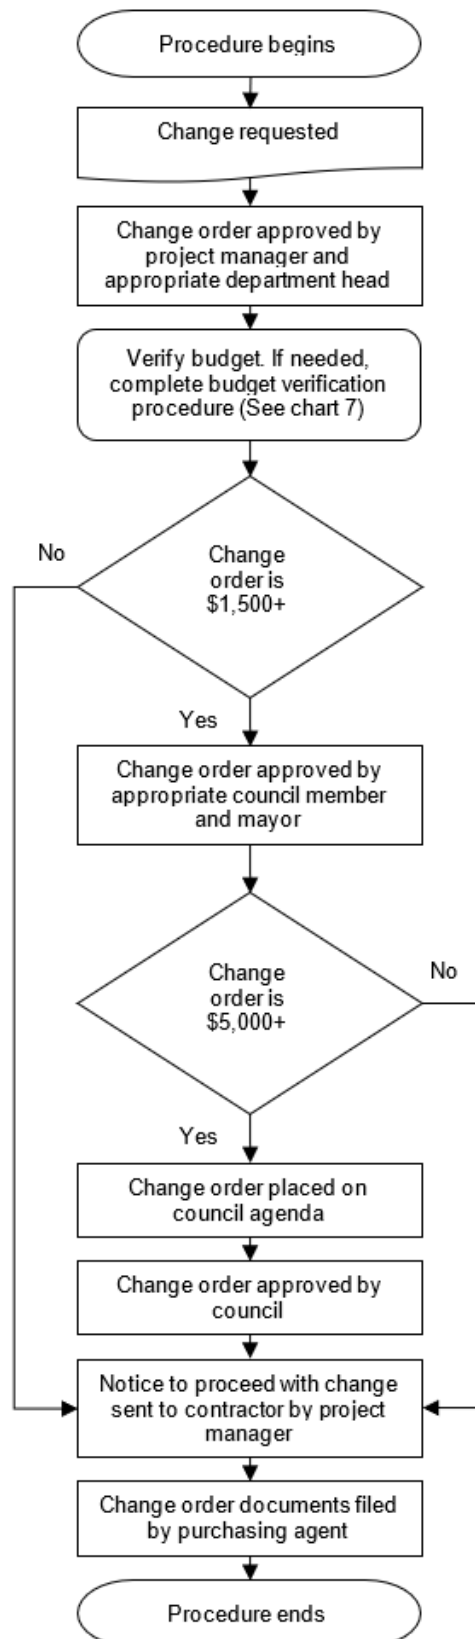 Procedure begins
Change requested
Change order approved by
project manager and
appropriate department head
Verify budget. If needed,
complete budget verification
procedure (See chart 7)
No
Change
order is
$1,500+
Yes
Change order approved by
appropriate council member
and mayor
Change
order is
$5,000+
No
Yes
Change order placed on
council agenda
Change order approved by
council
Notice to proceed with change
sent to contractor by project
manager
Change order documents filed
by purchasing agent
Procedure ends